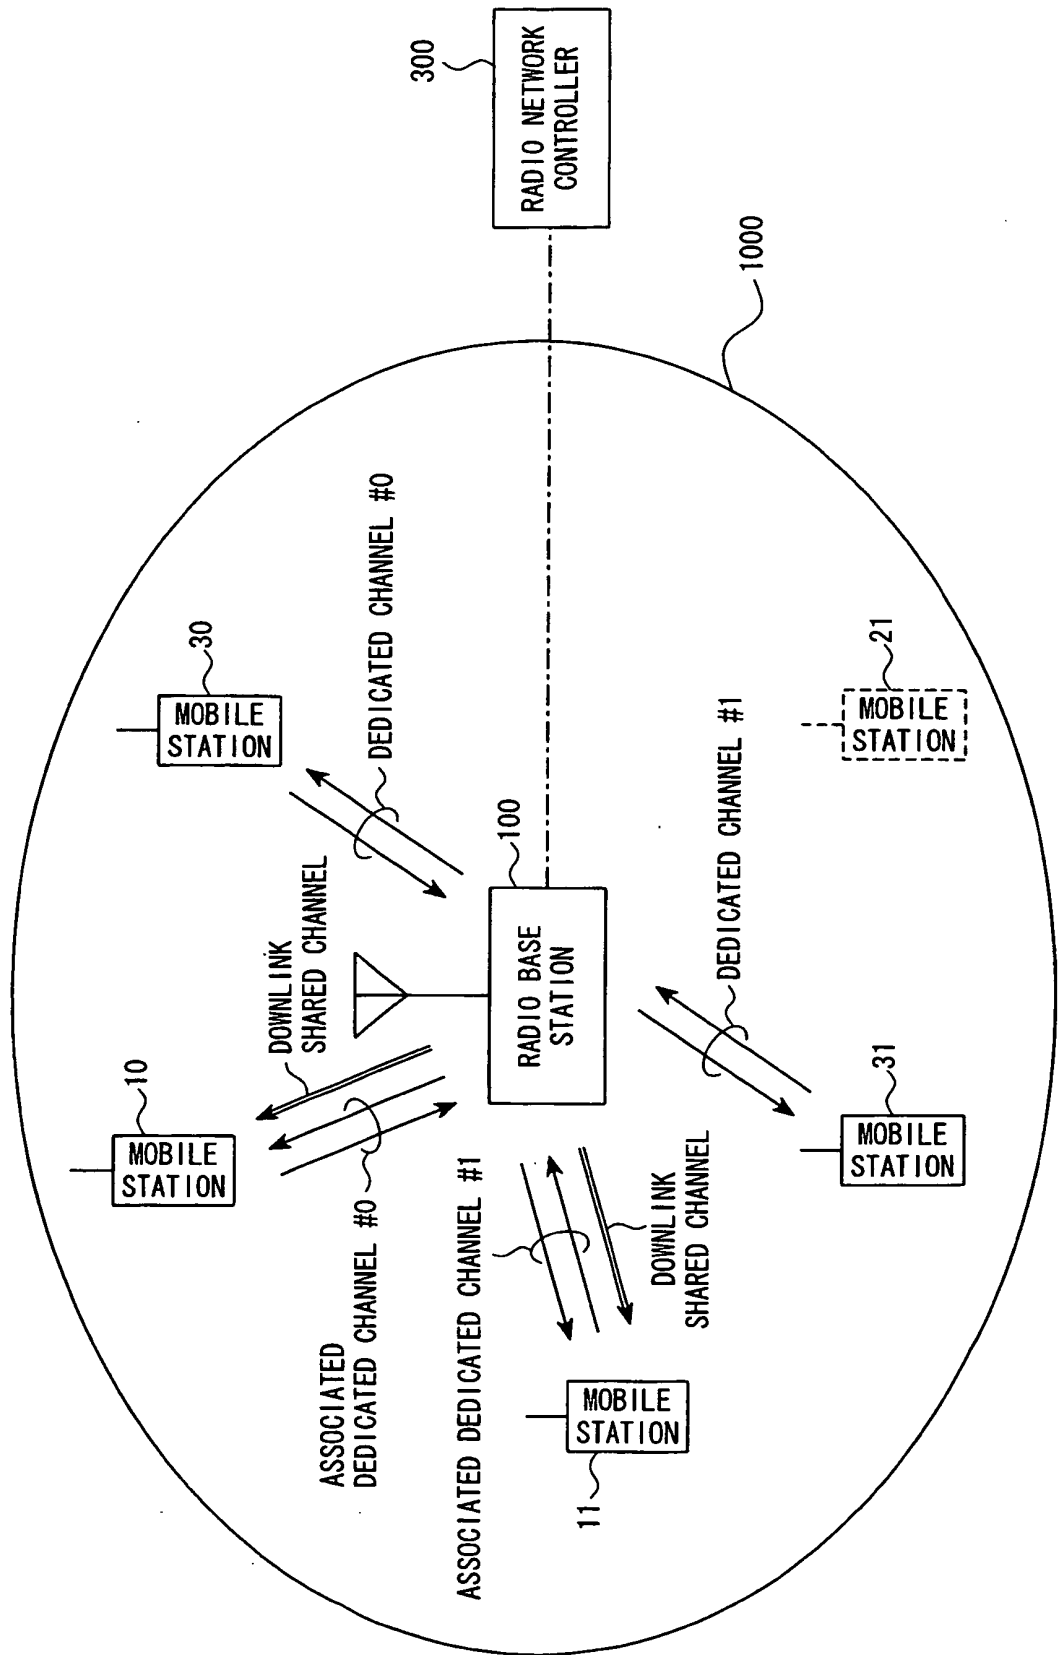 300
RADIO NETWORK
CONTROLLER
1000
30
MOBILE
STATION
DEDICATED CHANNEL #0
21
MOBILE
STATION
DOWNLINK
SHARED CHANNEL
100
RADIO BASE
STATION
DEDICATED CHANNEL #1
10
MOBILE
STATION
ASSOCIATED
DEDICATED CHANNEL #0
ASSOCIATED DEDICATED CHANNEL #1
DOWNLINK
SHARED CHANNEL
31
MOBILE
STATION
MOBILE
STATION
11